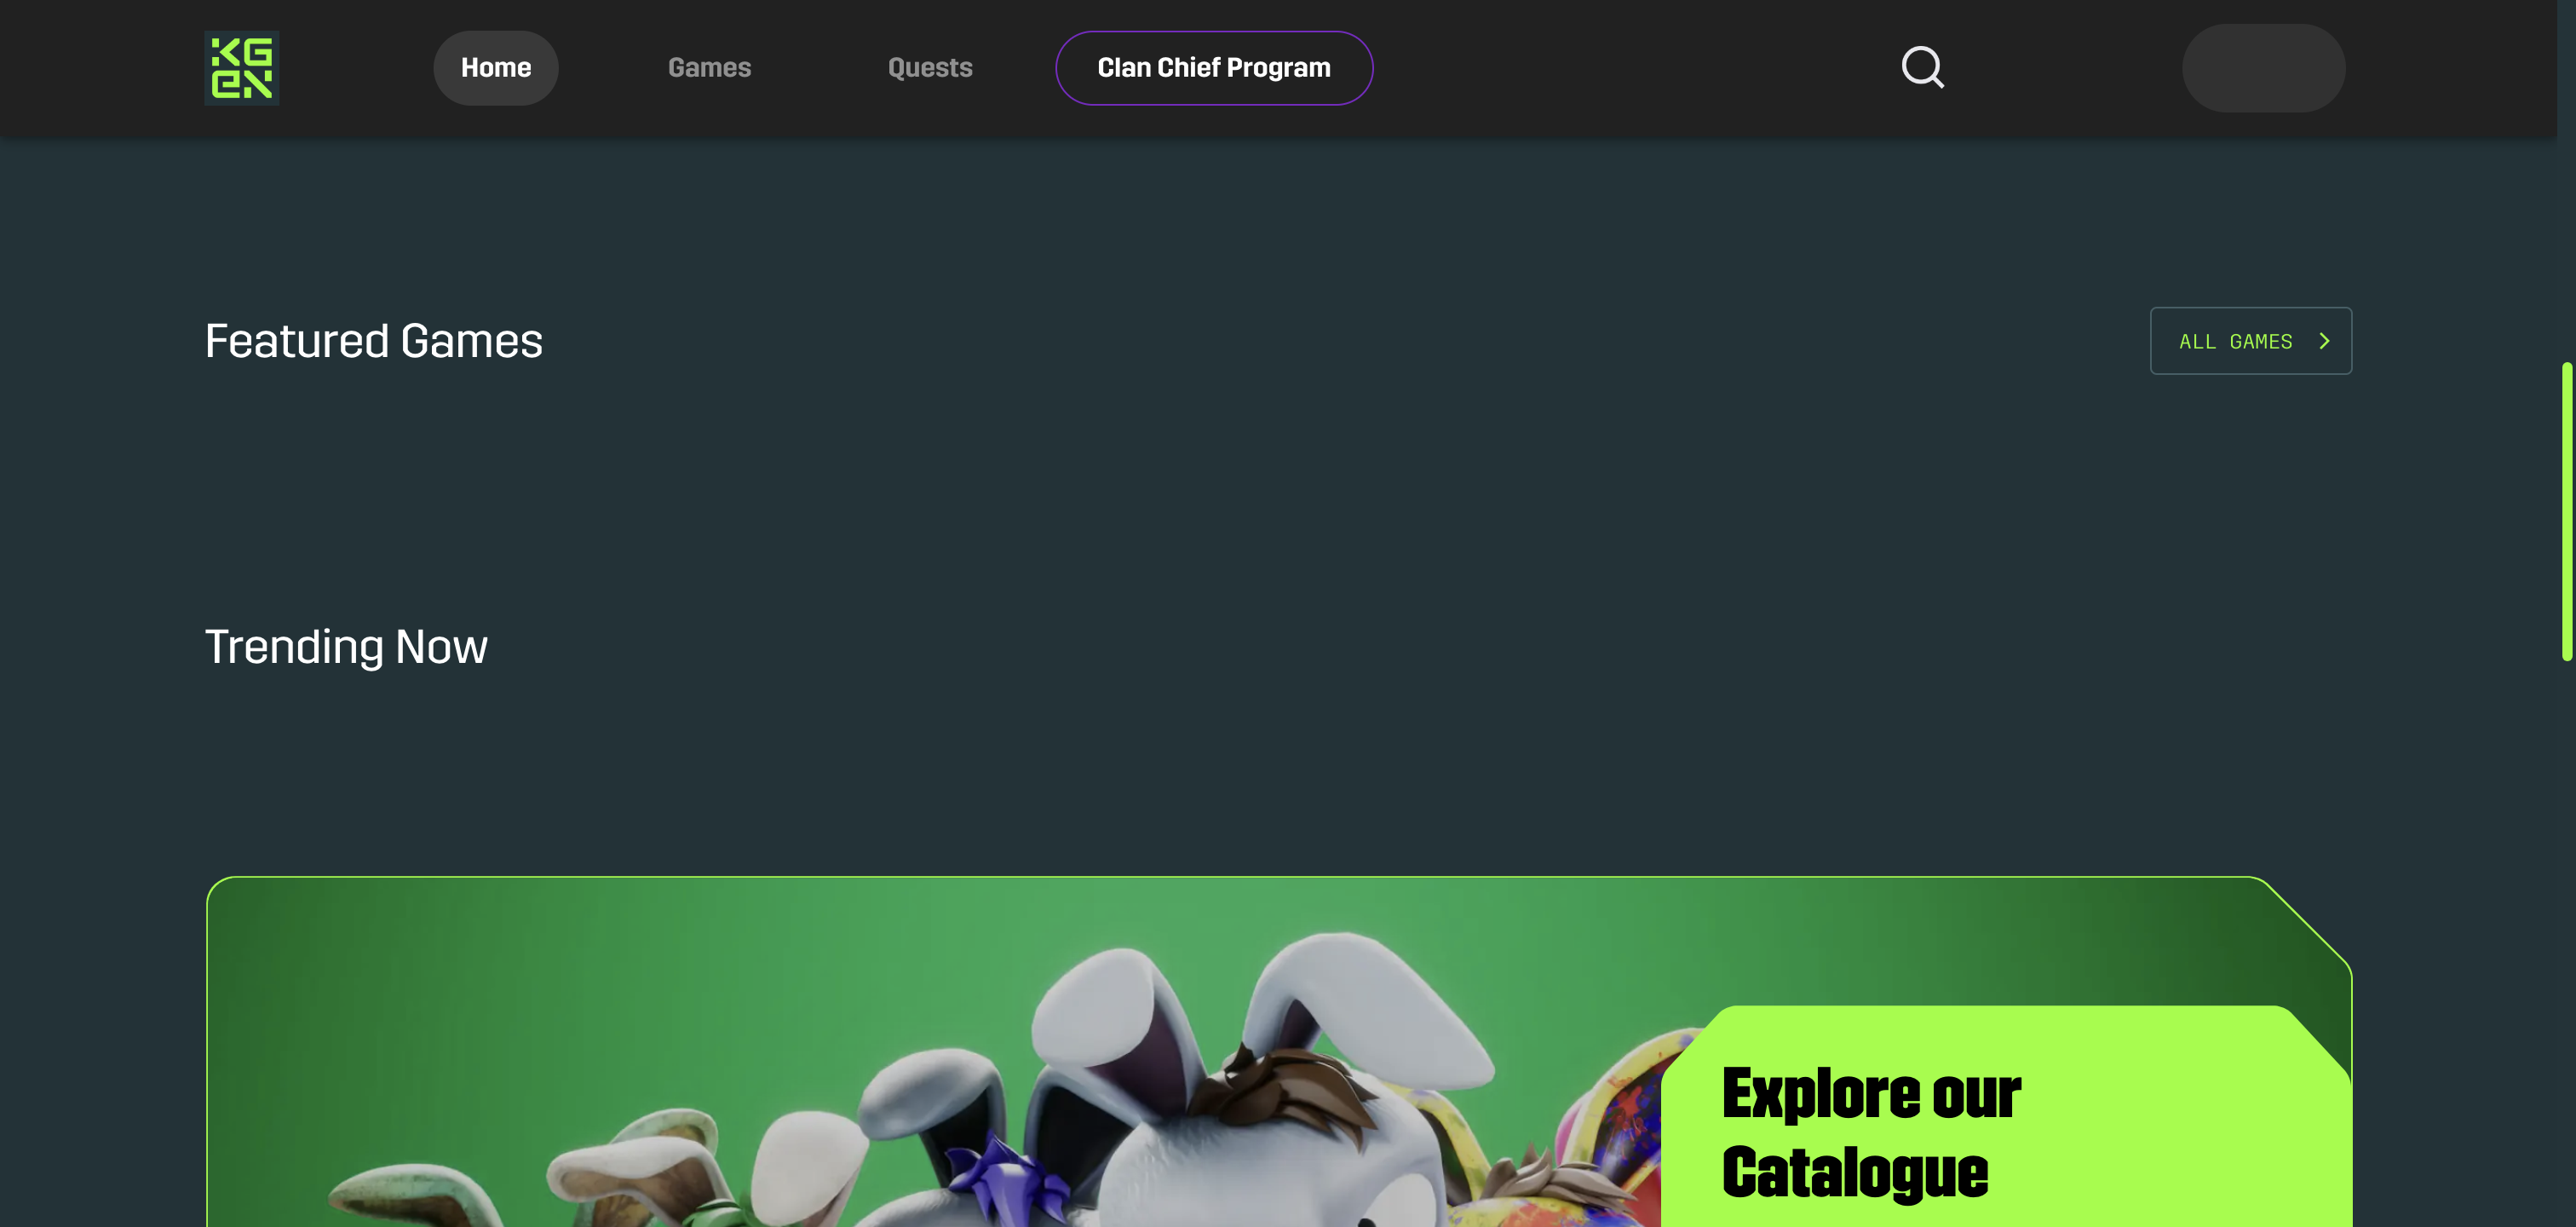 KGEN
Home
Games
Quests
Clan Chief Program
Featured Games
ALL GAMES
Trending Now
Explore our
Catalogue